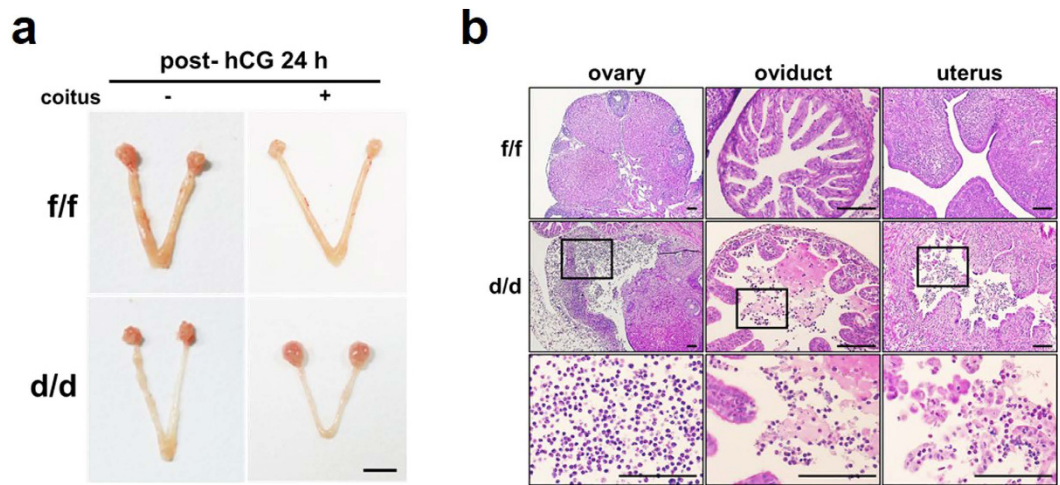 a
post- hCG 24 h
coitus - +
f/f
d/d
b
ovary oviduct uterus
f/f
d/d